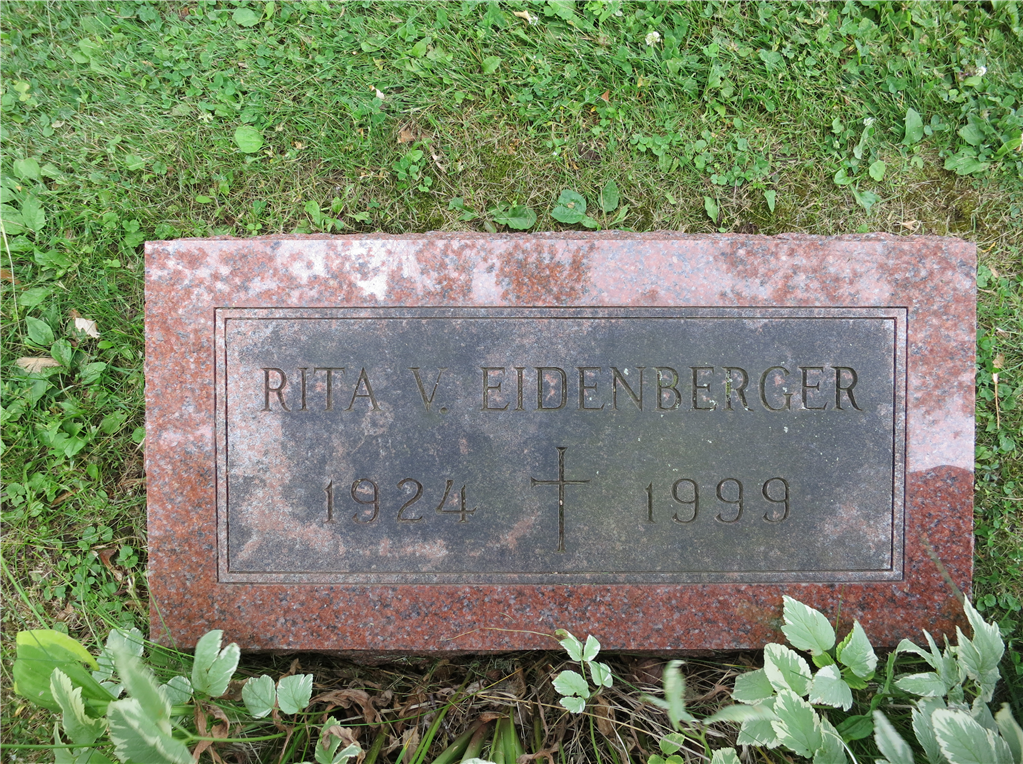 RITA V. EIDENBERGER
1924 1999